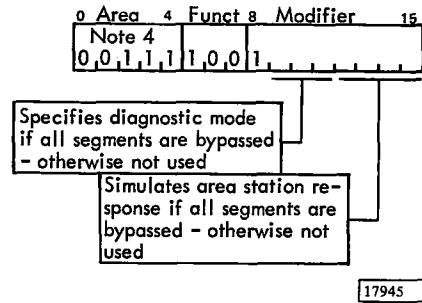 0 Area 4 Funct 8 Modifier 15
Note 4
0 0 1 1 1 1 0 0 1
Specifies diagnostic mode
if all segments are bypassed
- otherwise not used
Simulates area station re-
sponse if all segments are
bypassed - otherwise not
used
17945